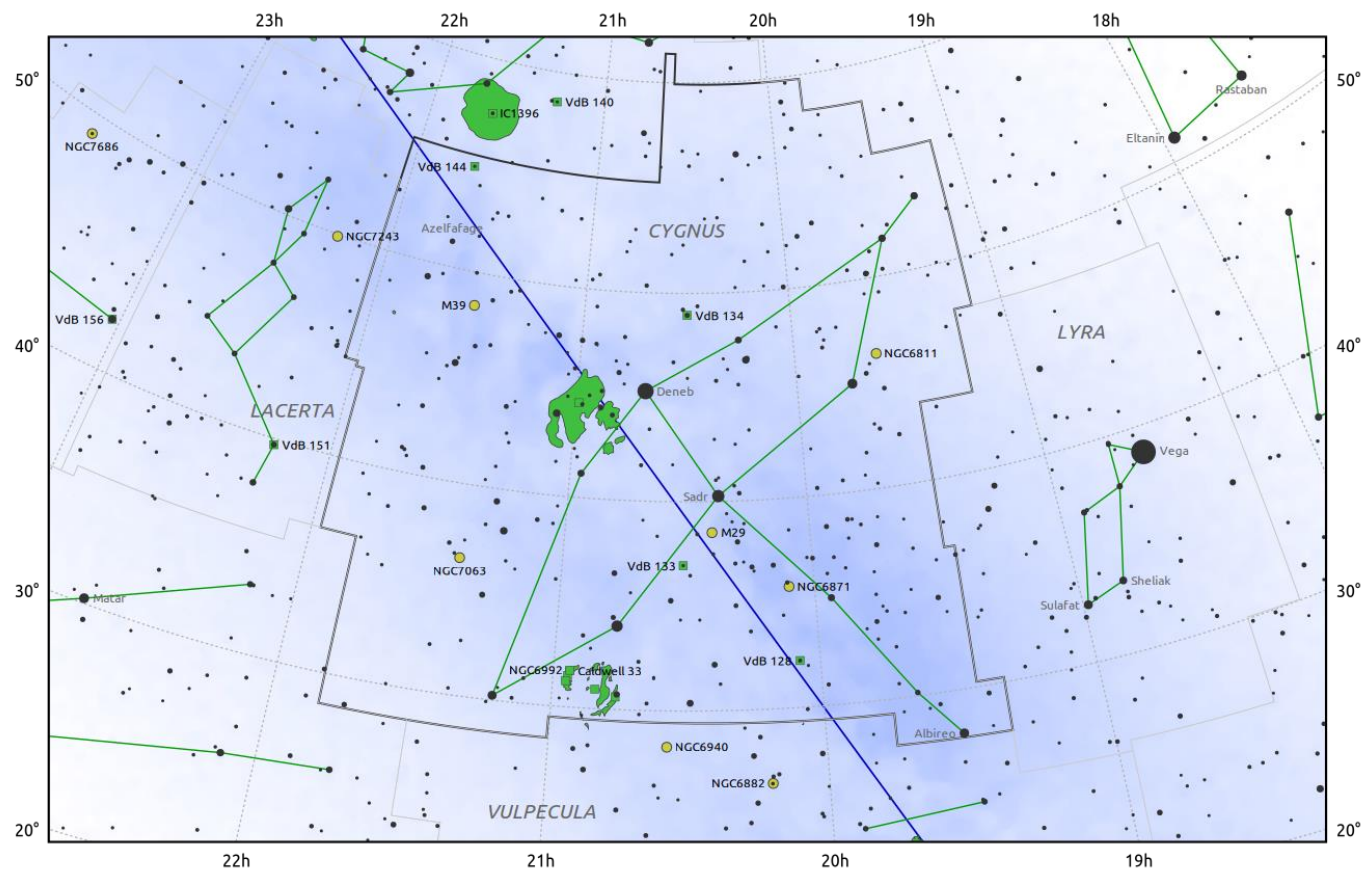 23h 22h 21h 20h 19h 18h
50° 50°
Rastaban
VdB 140
IC1396
Eltanin
NGC7686
VdB 144
Azelfafage
CYGNUS
NGC7243
M39
VdB 156
VdB 134
LYRA
40° 40°
NGC6811
Deneb
LACERTA
VdB 151
Vega
Sadr
M29
VdB 133
NGC7063
NGC6871
Sheliak
30° 30°
Matar
Sulafat
VdB 128
NGC6992
Caldwell 33
Albireo
NGC6940
NGC6882
VULPECULA
20° 20°
22h 21h 20h 19h